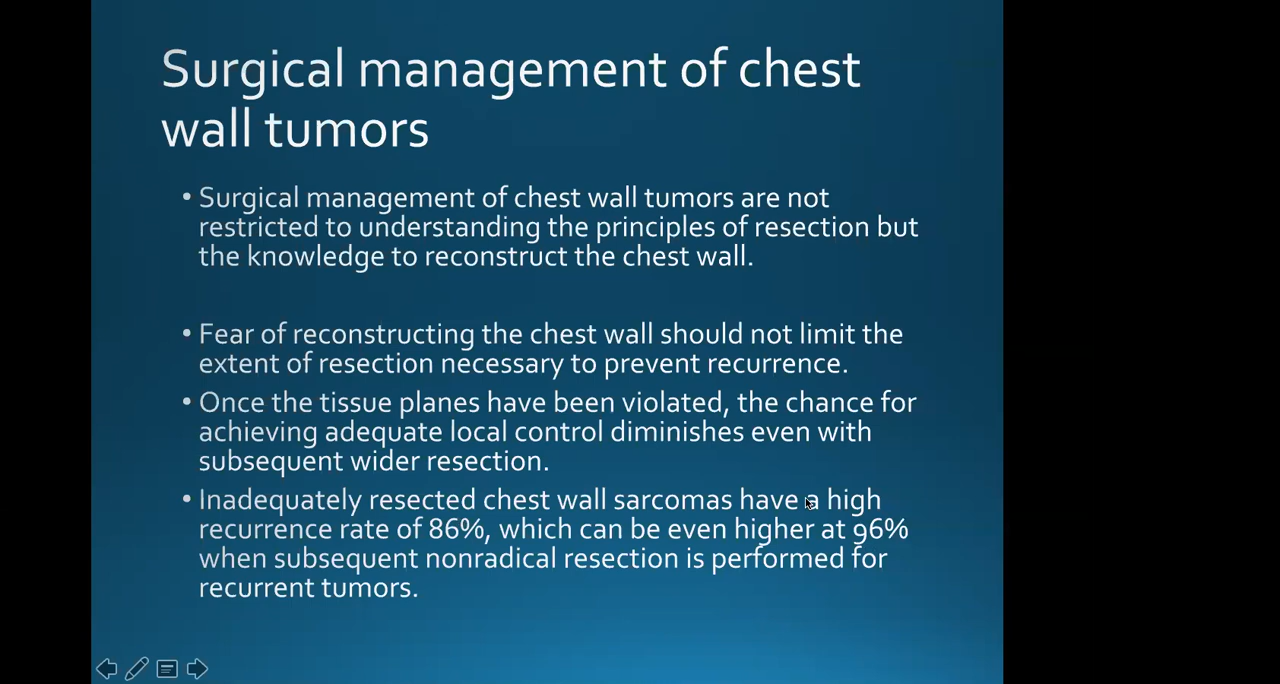 Surgical management of chest
wall tumors
• Surgical management of chest wall tumors are not
restricted to understanding the principles of resection but
the knowledge to reconstruct the chest wall.
• Fear of reconstructing the chest wall should not limit the
extent of resection necessary to prevent recurrence.
• Once the tissue planes have been violated, the chance for
achieving adequate local control diminishes even with
subsequent wider resection.
• Inadequately resected chest wall sarcomas have a high
recurrence rate of 86%, which can be even higher at 96%
when subsequent nonradical resection is performed for
recurrent tumors.